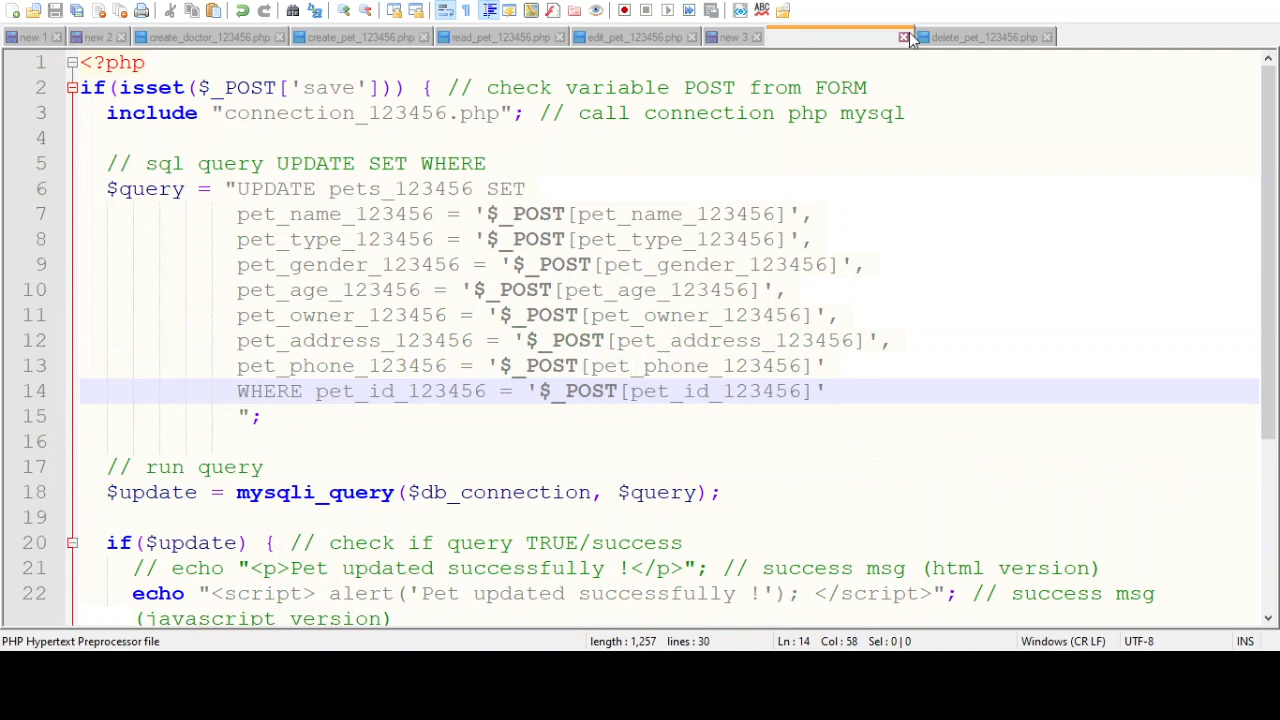 new 1 new 2 create_doctor_123456.php create_pet_123456.php read_pet_123456.php edit_pet_123456.php new 3 delete_pet_123456.php
1 <?php
2 if(isset($_POST['save'])) { // check variable POST from FORM
3 include "connection_123456.php"; // call connection php mysql
4
5 // sql query UPDATE SET WHERE
6 $query = "UPDATE pets_123456 SET
7 pet_name_123456 = '$_POST[pet_name_123456]',
8 pet_type_123456 = '$_POST[pet_type_123456]',
9 pet_gender_123456 = '$_POST[pet_gender_123456]',
10 pet_age_123456 = '$_POST[pet_age_123456]',
11 pet_owner_123456 = '$_POST[pet_owner_123456]',
12 pet_address_123456 = '$_POST[pet_address_123456]',
13 pet_phone_123456 = '$_POST[pet_phone_123456]'
14 WHERE pet_id_123456 = '$_POST[pet_id_123456]'
15 ";
16
17 // run query
18 $update = mysqli_query($db_connection, $query);
19
20 if($update) { // check if query TRUE/success
21 // echo "<p>Pet updated successfully !</p>"; // success msg (html version)
22 echo "<script> alert('Pet updated successfully !'); </script>"; // success msg
(javascript version)
PHP Hypertext Preprocessor file length : 1,257 lines : 30 Ln : 14 Col : 58 Sel : 0 | 0 Windows (CR LF) UTF-8 INS